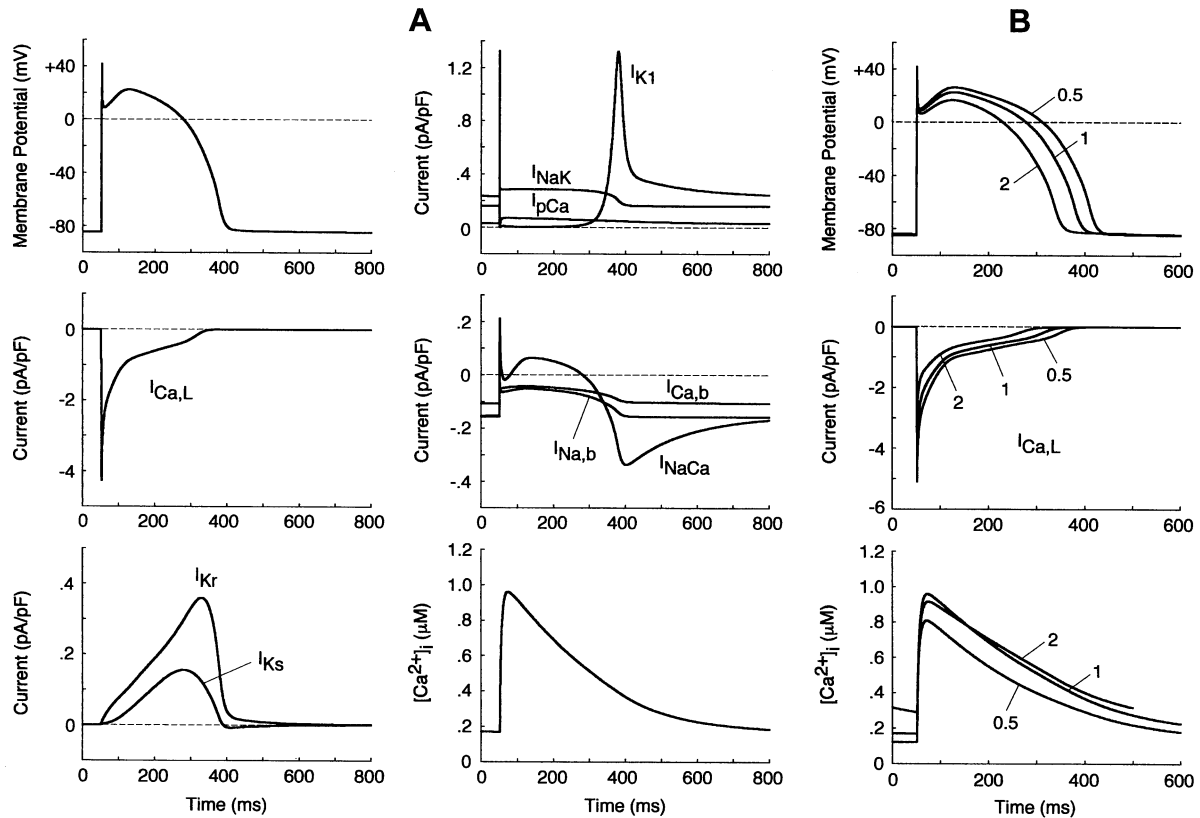 A
B
Membrane Potential (mV)
+40
0
-40
-80
0 200 400 600 800
Current (pA/pF)
1.2
.8
.4
0
I_K1
I_NaK
I_pCa
0 200 400 600 800
Membrane Potential (mV)
+40
0
-40
-80
0.5
1
2
0 200 400 600
Current (pA/pF)
0
-2
-4
I_Ca,L
0 200 400 600 800
Current (pA/pF)
.2
0
-.2
-.4
I_Ca,b
I_Na,b
I_NaCa
0 200 400 600 800
Current (pA/pF)
0
-2
-4
-6
2
1
0.5
I_Ca,L
0 200 400 600
Current (pA/pF)
.4
.2
0
I_Kr
I_Ks
0 200 400 600 800
Time (ms)
[Ca2+]i (μM)
1.2
1.0
.8
.6
.4
.2
0
0 200 400 600 800
Time (ms)
[Ca2+]i (μM)
1.2
1.0
.8
.6
.4
.2
0
2
1
0.5
0 200 400 600
Time (ms)